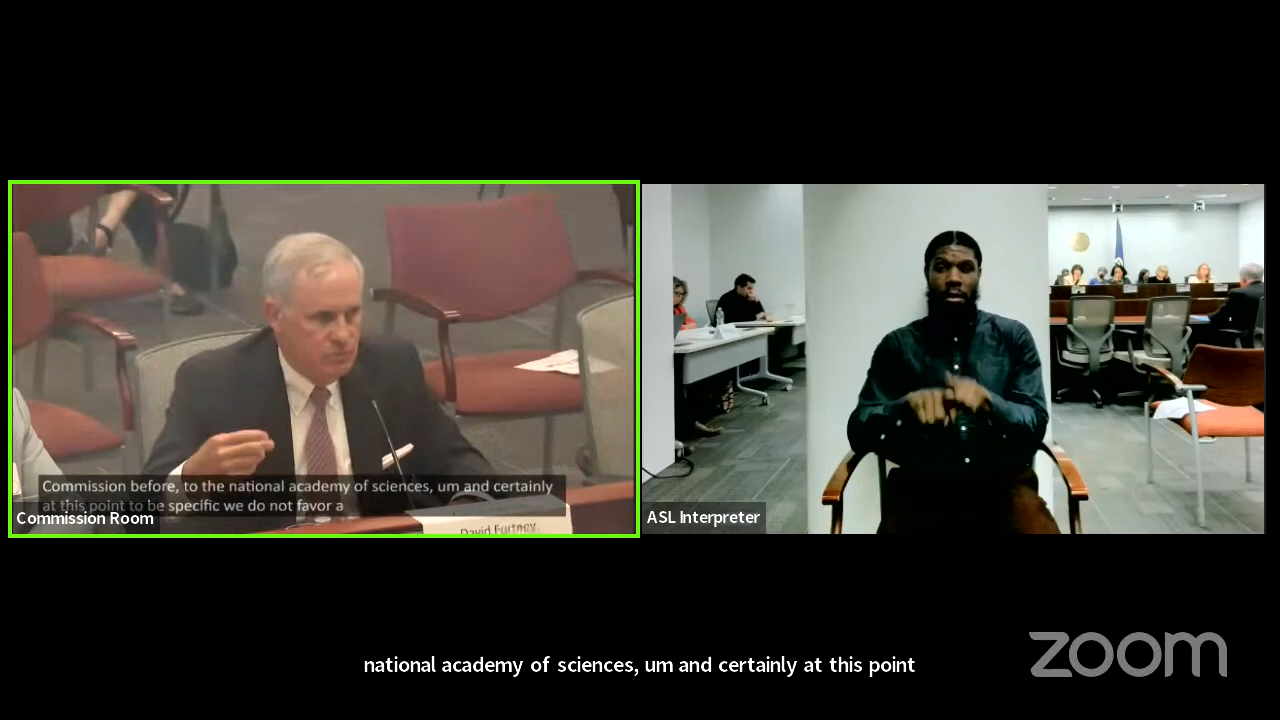 Commission before, to the national academy of sciences, um and certainly
at this point to be specific we do not favor a
Commission Room
David Fortney
ASL Interpreter
national academy of sciences, um and certainly at this point
zoom